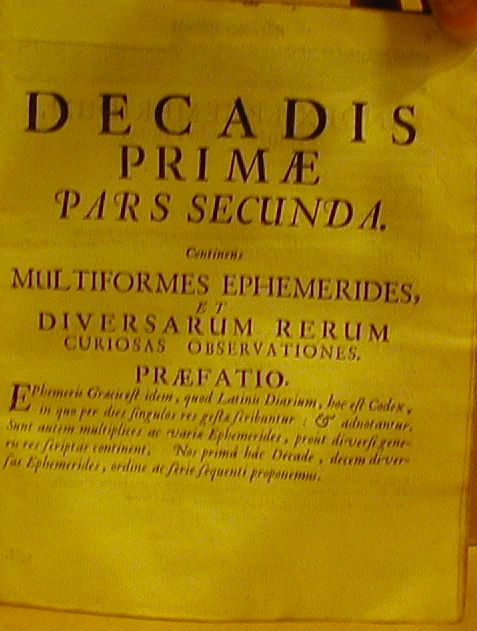 DECADIS
PRIMÆ
PARS SECUNDA.
Continens
MULTIFORMES EPHEMERIDES,
ET
DIVERSARUM RERUM
CURIOSAS OBSERVATIONES.
PRÆFATIO.
EPhemeris Græcis est idem, quod Latinis Diarium, hoc est Codex,
in quo per dies singulos res gestæ scribuntur, & adnotantur.
Sunt autem multiplices ac variæ Ephemerides, prout diversi gene-
ris res scriptas continent. Nos primâ hâc Decade, decem diver-
sas Ephemerides, ordine ac serie sequenti proponemus.